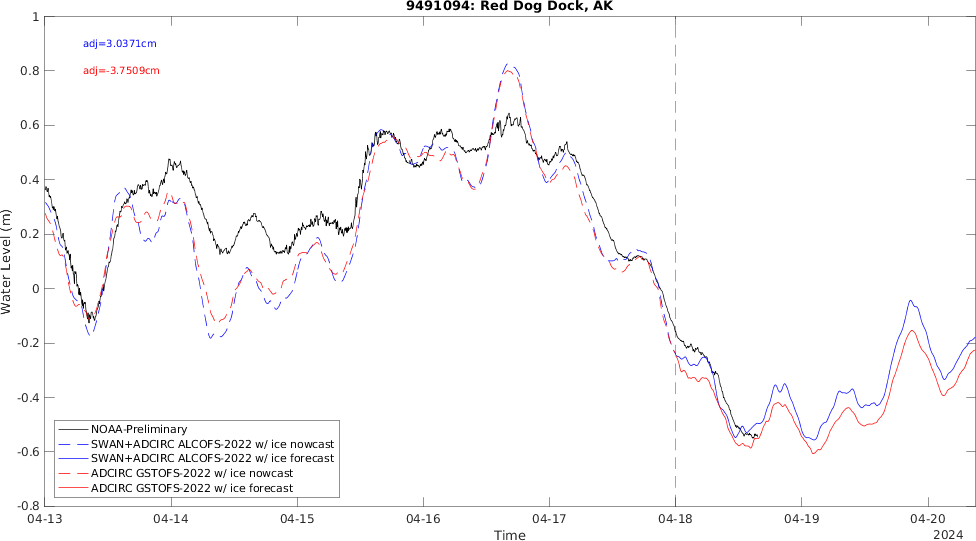 9491094: Red Dog Dock, AK
adj=3.0371cm
adj=-3.7509cm
Water Level (m)
1
0.8
0.6
0.4
0.2
0
-0.2
-0.4
-0.6
-0.8
NOAA-Preliminary
SWAN+ADCIRC ALCOFS-2022 w/ ice nowcast
SWAN+ADCIRC ALCOFS-2022 w/ ice forecast
ADCIRC GSTOFS-2022 w/ ice nowcast
ADCIRC GSTOFS-2022 w/ ice forecast
04-13 04-14 04-15 04-16 04-17 04-18 04-19 04-20
Time
2024